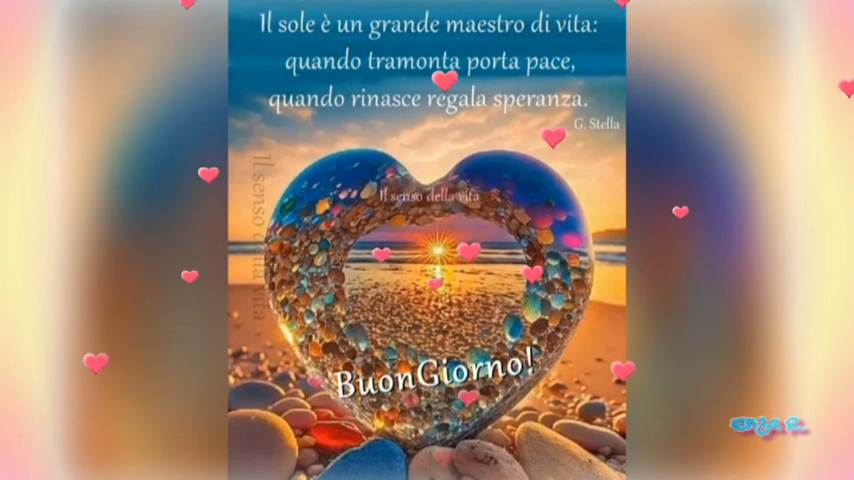 Il sole è un grande maestro di vita:
quando tramonta porta pace,
quando rinasce regala speranza.
G. Stella
Il senso della vita
Il senso della vita
BuonGiorno!
enza